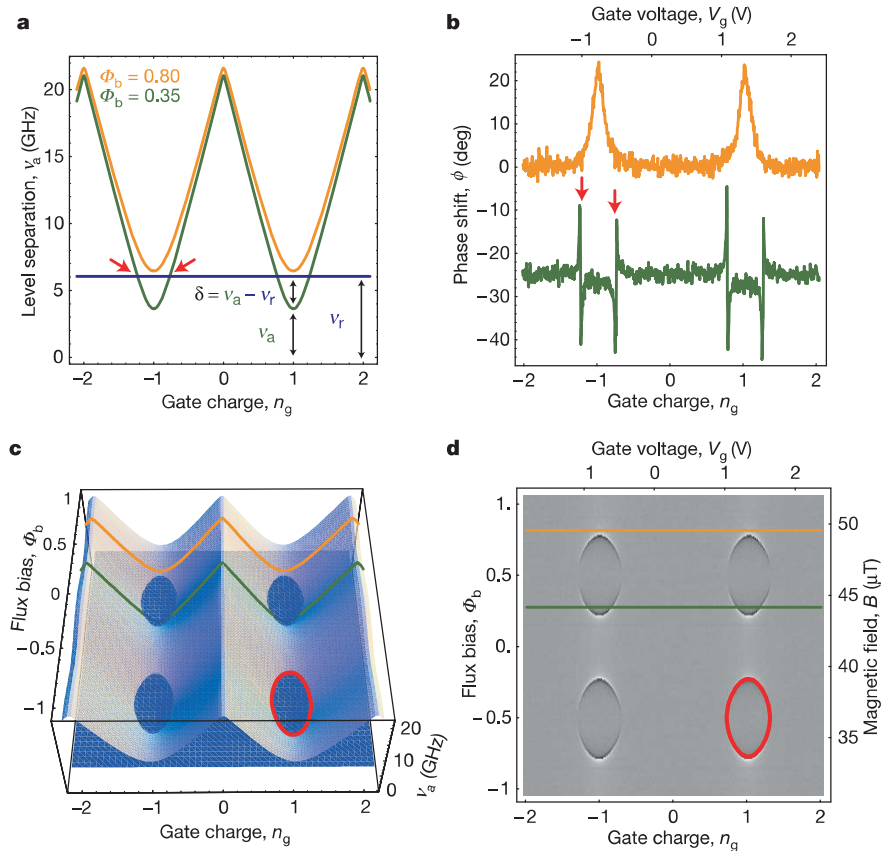 a
Φb = 0.80
Φb = 0.35
Level separation, νa (GHz)
20
15
10
5
0
δ = νa – νr
νa
νr
−2 −1 0 1 2
Gate charge, ng
b
Gate voltage, Vg (V)
−1 0 1
Phase shift, ϕ (deg)
20
10
0
−10
−20
−30
−40
−2 −1 0 1 2
Gate charge, ng
c
Flux bias, Φb
1
0.5
0
−0.5
−1
20
10
0
νa (GHz)
−2 −1 0 1 2
Gate charge, ng
d
Gate voltage, Vg (V)
1 0 1 2
Flux bias, Φb
1.
0.5
0.
−0.5
−1
50
45
40
35
Magnetic field, B (μT)
−2 −1 0 1 2
Gate charge, ng